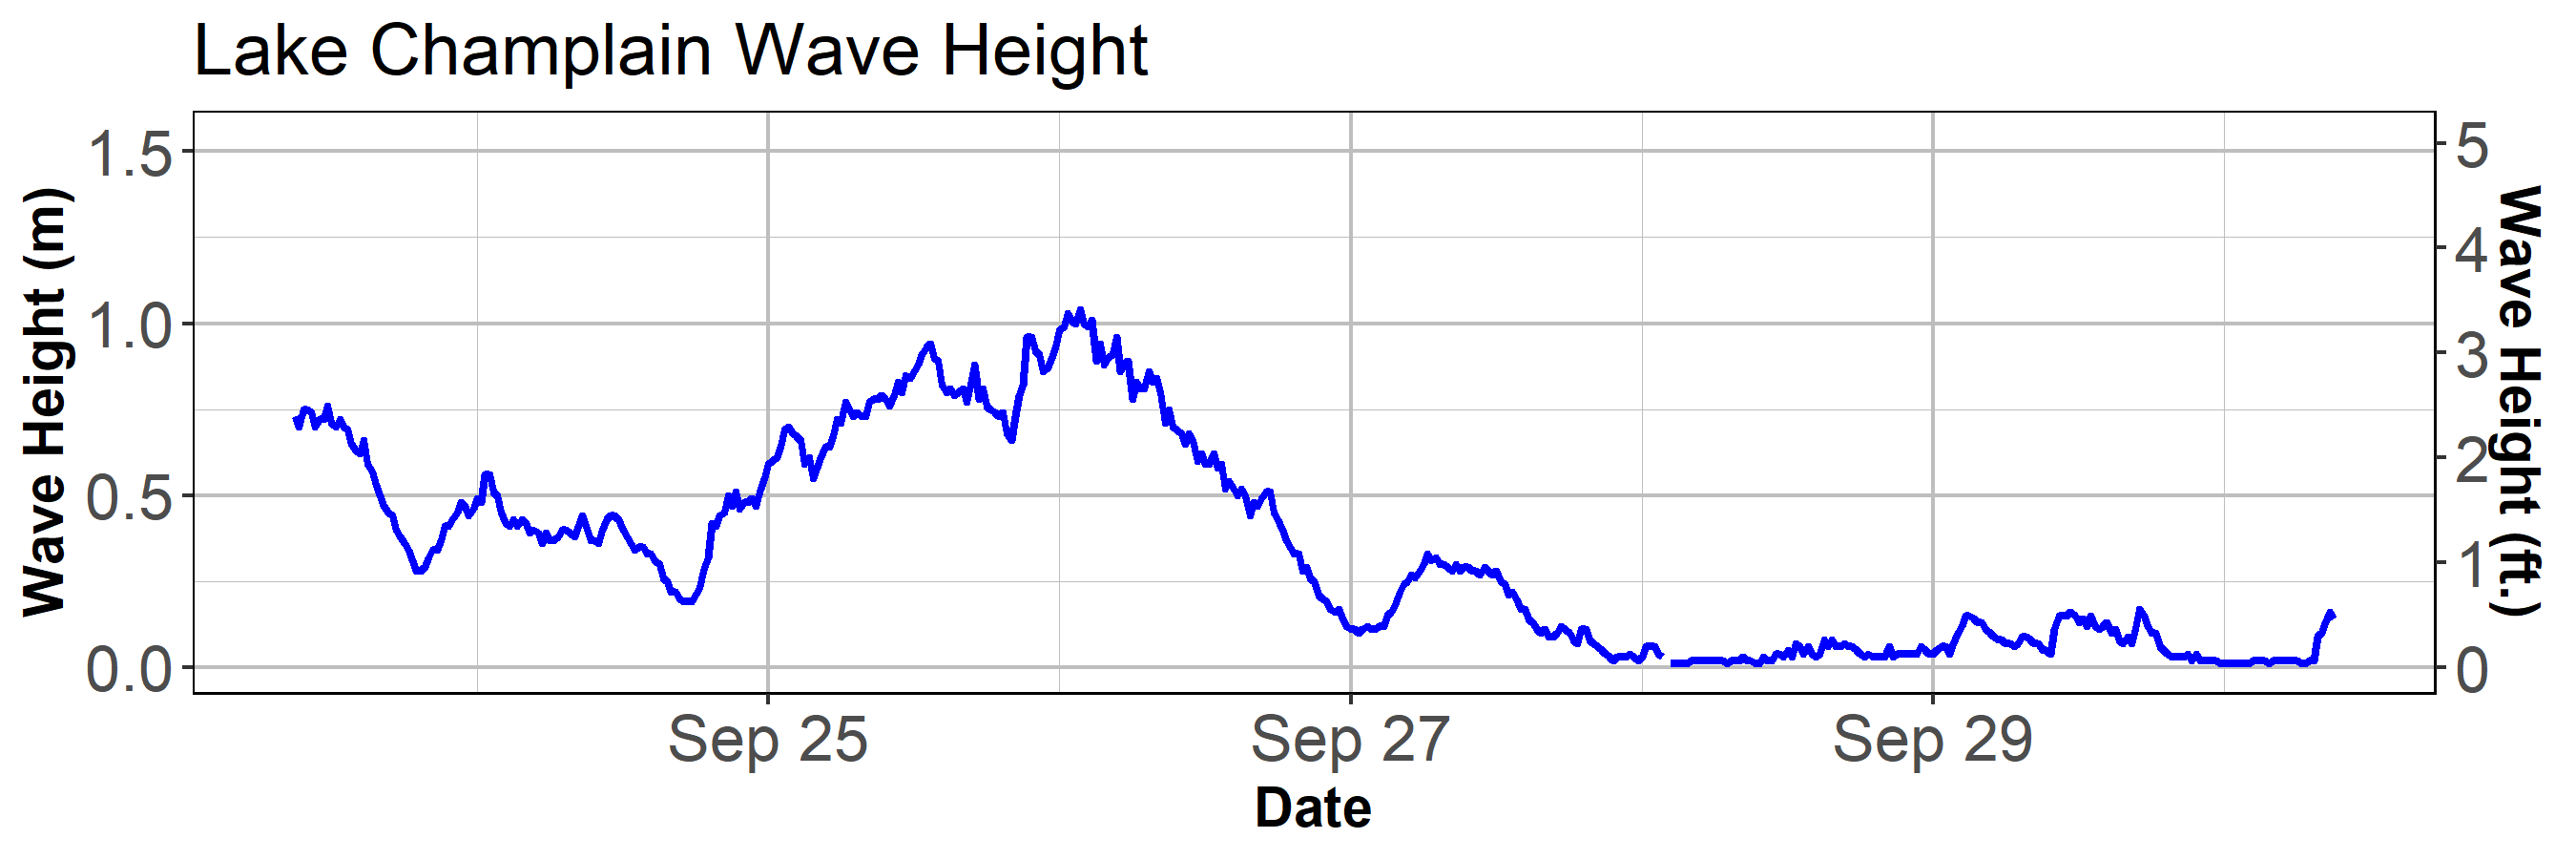 Lake Champlain Wave Height
Wave Height (m)
1.5
1.0
0.5
0.0
5
4
3
2
1
0
Wave Height (ft.)
Sep 25
Sep 27
Sep 29
Date